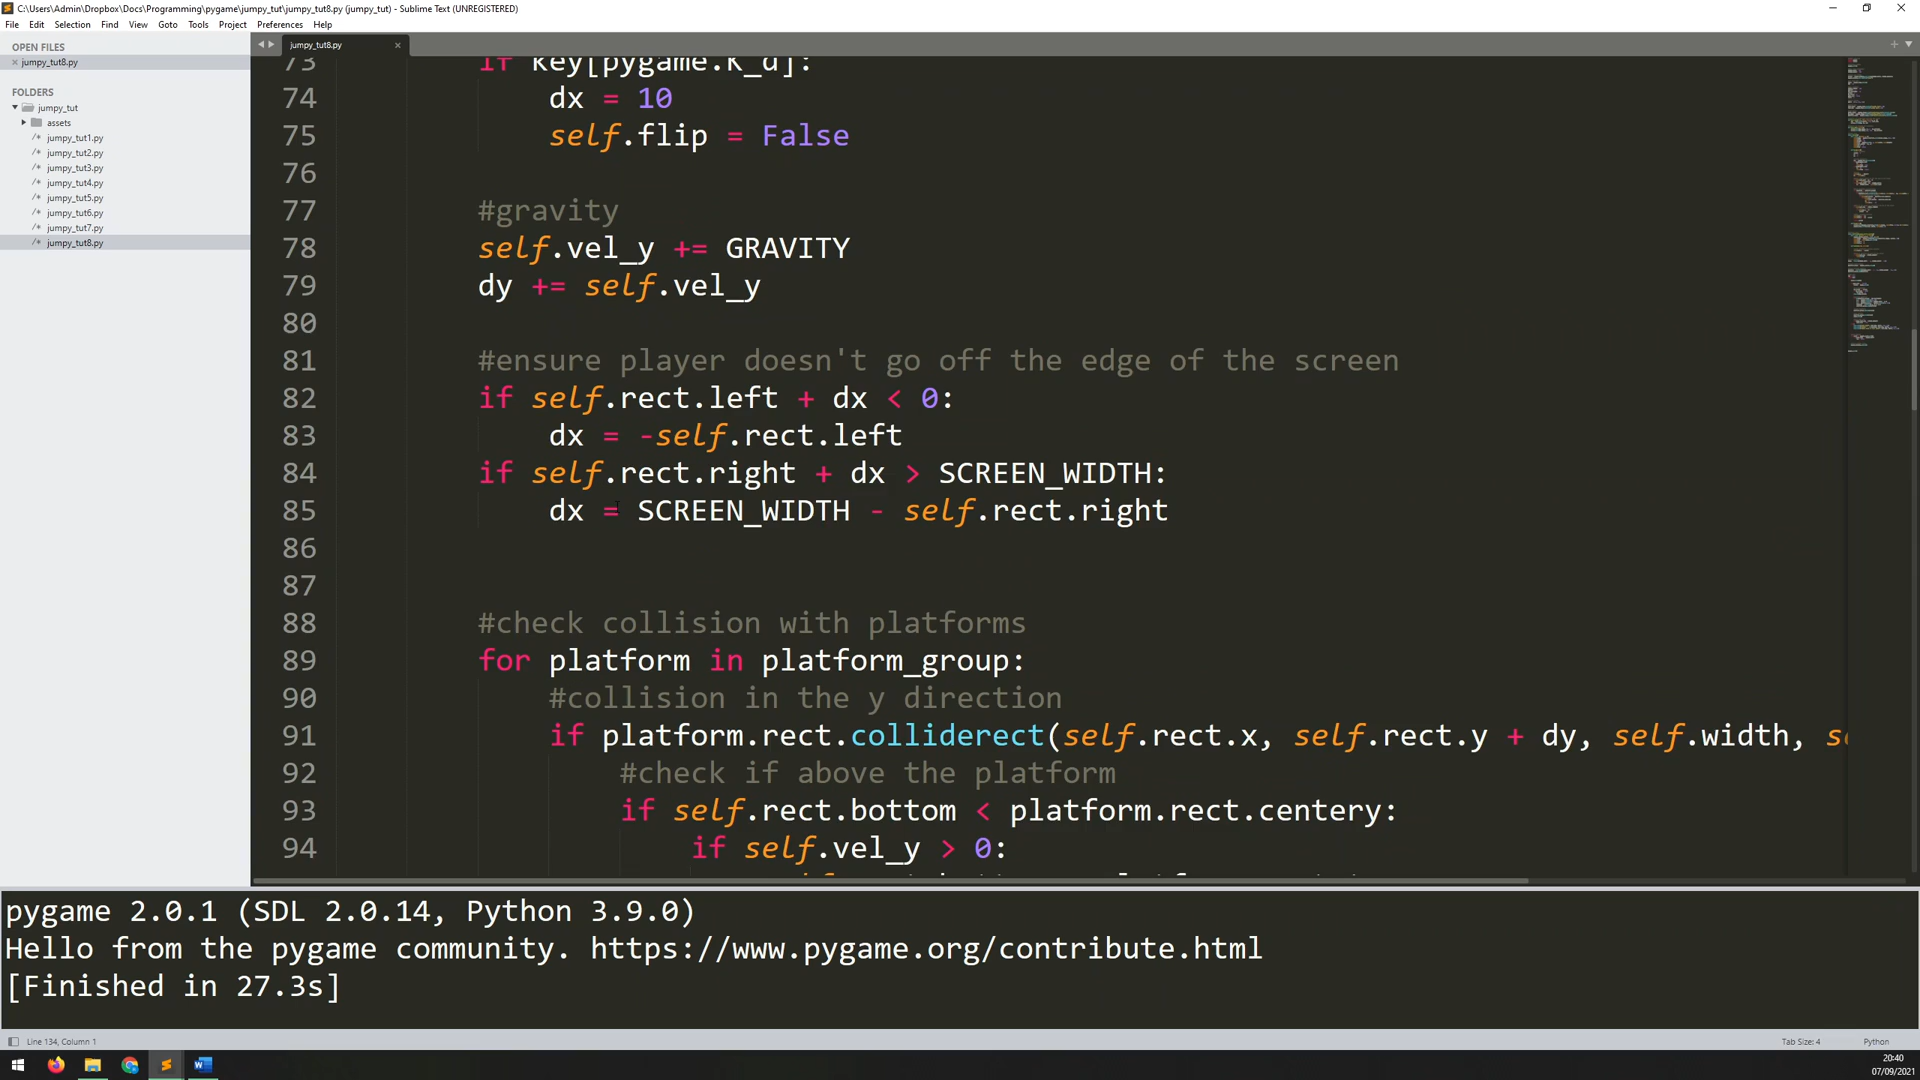 C:\Users\Admin\Dropbox\Docs\Programming\pygame\jumpy_tut\jumpy_tut8.py (jumpy_tut) - Sublime Text (UNREGISTERED)
File Edit Selection Find View Goto Tools Project Preferences Help
OPEN FILES
jumpy_tut8.py
FOLDERS
jumpy_tut
assets
jumpy_tut1.py
jumpy_tut2.py
jumpy_tut3.py
jumpy_tut4.py
jumpy_tut5.py
jumpy_tut6.py
jumpy_tut7.py
jumpy_tut8.py
jumpy_tut8.py
73 if key[pygame.K_d]:
74 dx = 10
75 self.flip = False
76
77 #gravity
78 self.vel_y += GRAVITY
79 dy += self.vel_y
80
81 #ensure player doesn't go off the edge of the screen
82 if self.rect.left + dx < 0:
83 dx = -self.rect.left
84 if self.rect.right + dx > SCREEN_WIDTH:
85 dx = SCREEN_WIDTH - self.rect.right
86
87
88 #check collision with platforms
89 for platform in platform_group:
90 #collision in the y direction
91 if platform.rect.colliderect(self.rect.x, self.rect.y + dy, self.width, s
92 #check if above the platform
93 if self.rect.bottom < platform.rect.centery:
94 if self.vel_y > 0:
pygame 2.0.1 (SDL 2.0.14, Python 3.9.0)
Hello from the pygame community. https://www.pygame.org/contribute.html
[Finished in 27.3s]
Line 134, Column 1
Tab Size: 4
Python
20:40
07/09/2021